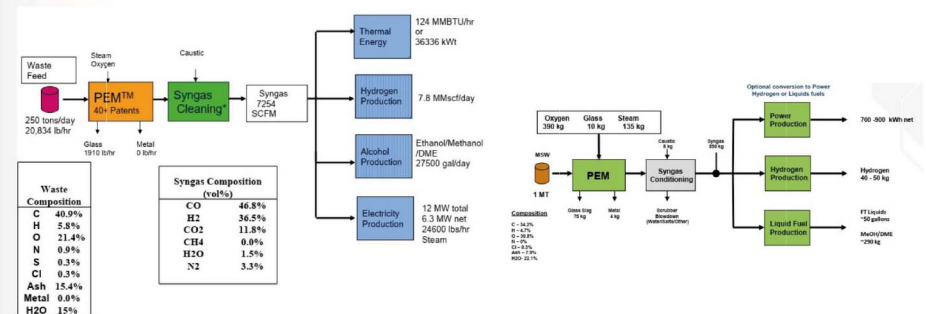 124 MMBTU/hr
or
36336 kWt
Thermal
Energy
Steam
Oxygen
Caustic
Waste
Feed
PEM™
40+ Patents
Syngas
Cleaning*
Syngas
7254
SCFM
Hydrogen
Production
7.8 MMscf/day
250 tons/day
20,834 lb/hr
Glass
1910 lb/hr
Metal
0 lb/hr
Alcohol
Production
Ethanol/Methanol
/DME
27500 gal/day
Electricity
Production
12 MW total
6.3 MW net
24600 lbs/hr
Steam
Waste
Composition
C 40.9%
H 5.8%
O 21.4%
N 0.9%
S 0.3%
Cl 0.3%
Ash 15.4%
Metal 0.0%
H2O 15%
Syngas Composition
(vol%)
CO 46.8%
H2 36.5%
CO2 11.8%
CH4 0.0%
H2O 1.5%
N2 3.3%
Optional conversion to Power
Hydrogen or Liquids fuels
Oxygen Glass Steam
390 kg 10 kg 135 kg
MSW
1 MT
PEM
Caustic
Syngas
Conditioning
Syngas
Glass Slag
75 kg
Metal
4 kg
Scrubber
Blowdown
(Water/Salts/Other)
Power
Production
700 -900 kWh net
Hydrogen
Production
Hydrogen
40 - 50 kg
Liquid Fuel
Production
FT Liquids
~50 gallons
MeOH/DME
~290 kg
Composition
C – 34.2%
H – 4.7%
O – 30.8%
N – 0%
Cl – 0.5%
Ash – 7.5%
H2O- 22.1%